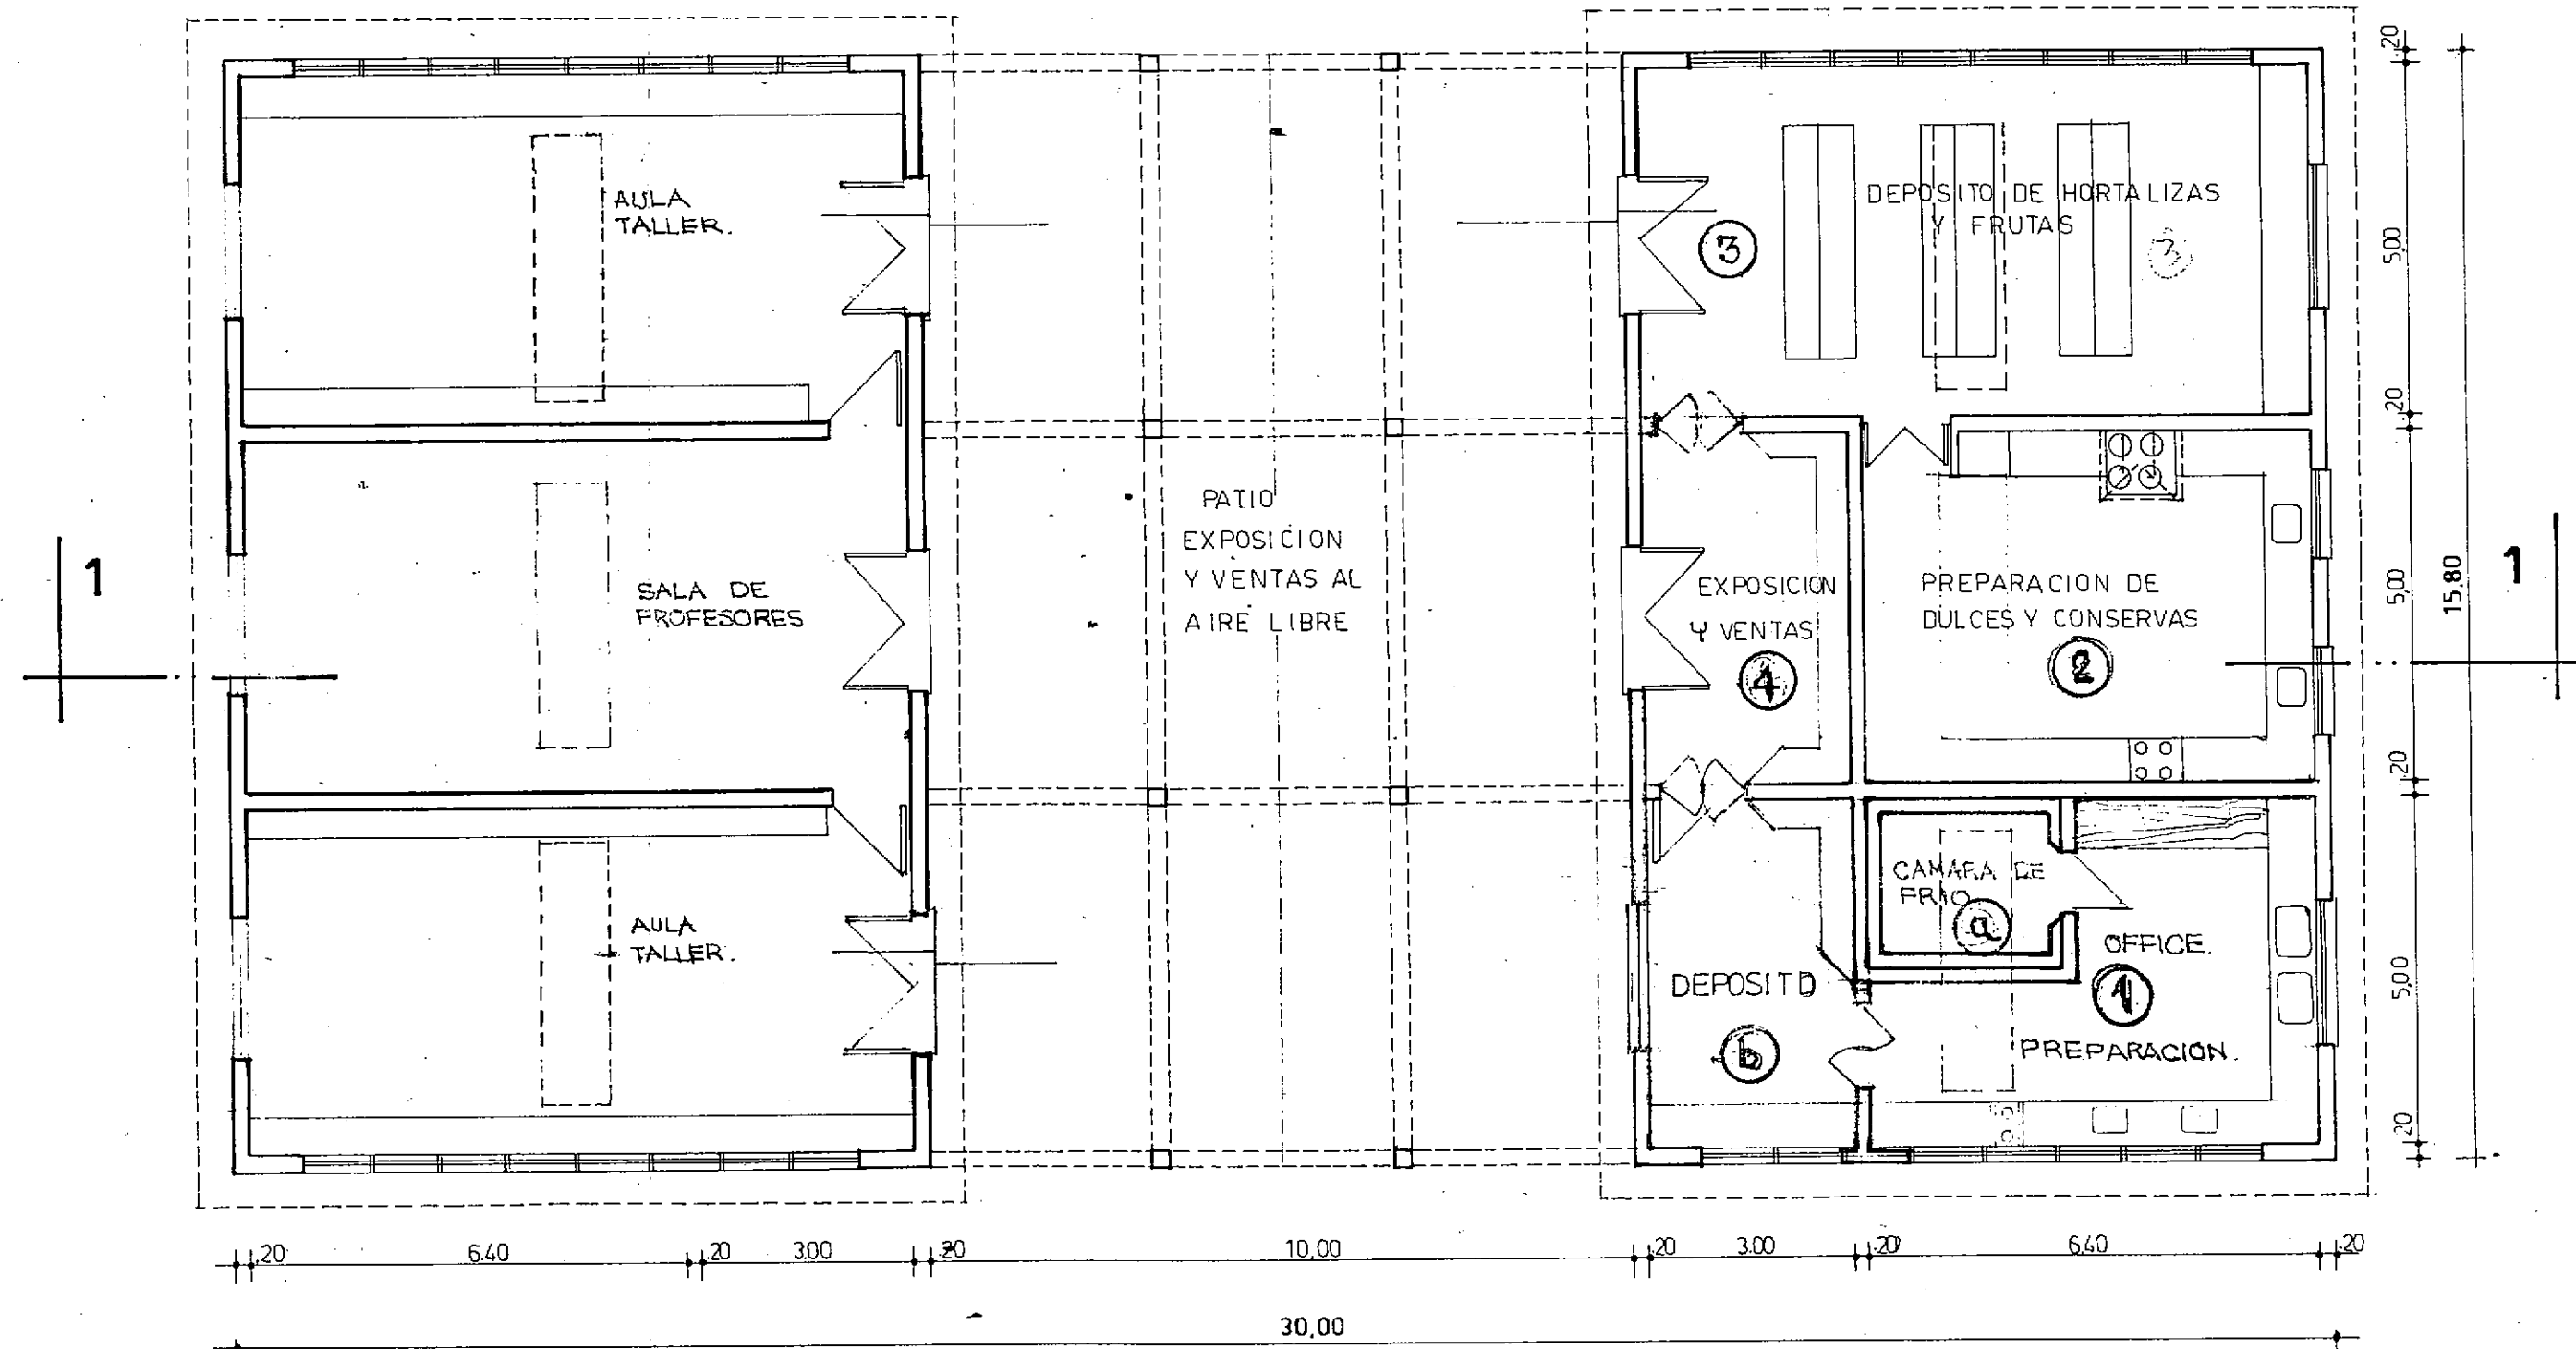 AULA
TALLER.
SALA DE
PROFESORES
AULA
TALLER.
PATIO
EXPOSICION
Y VENTAS AL
AIRE LIBRE
DEPOSITO DE HORTALIZAS
Y FRUTAS
3
3
EXPOSICION
Y VENTAS
4
PREPARACION DE
DULCES Y CONSERVAS
2
CAMARA DE
FRIO
a
OFFICE.
1
PREPARACION.
DEPOSITO
b
1
1
.20
5,00
.20
5,00
.20
5,00
.20
15,80
.20 6.40 .20 3.00 .20 10,00 .20 3.00 .20 6.40 .20
30,00